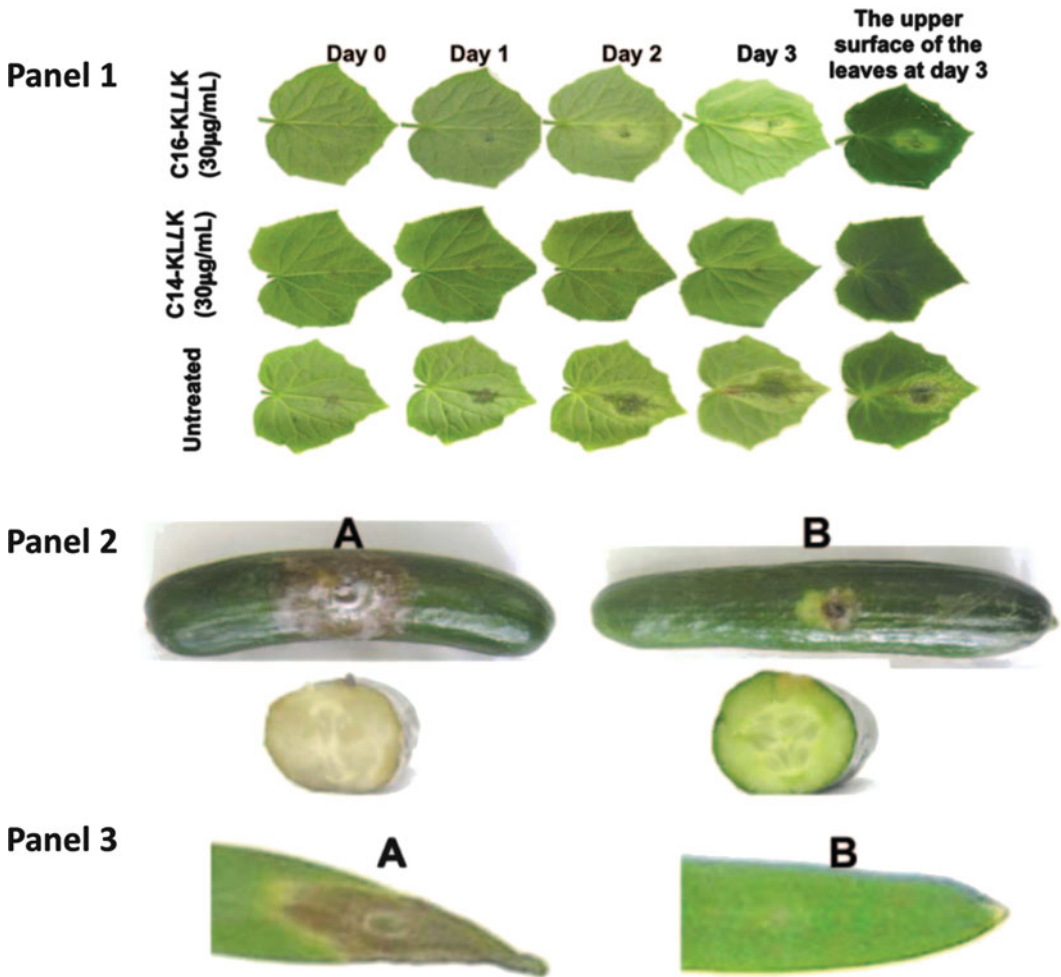 Panel 1
Day 0
Day 1
Day 2
Day 3
The upper
surface of the
leaves at day 3
C16-KLLK
(30µg/mL)
C14-KLLK
(30µg/mL)
Untreated
Panel 2
A
B
Panel 3
A
B